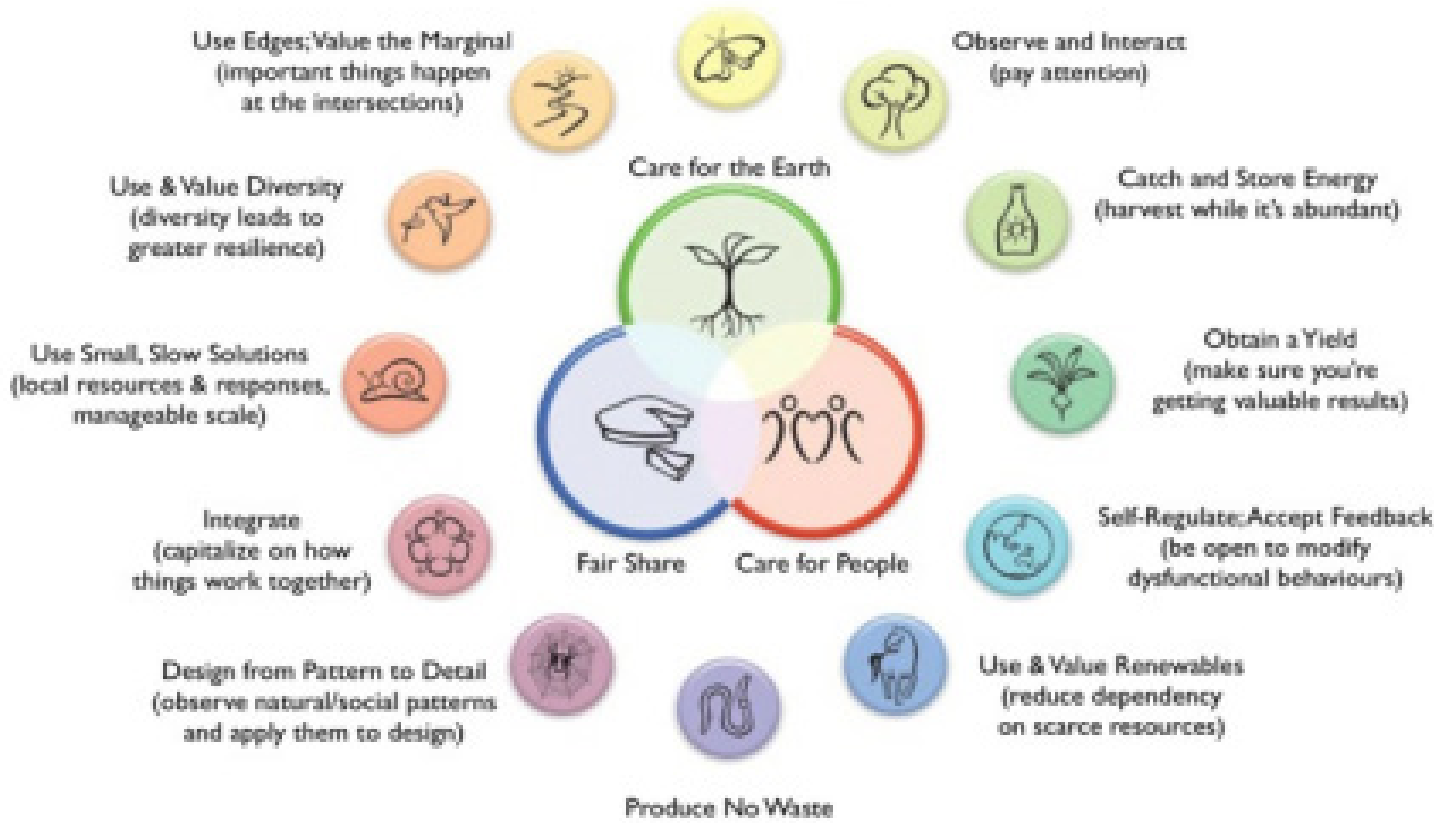 Use Edges; Value the Marginal
(important things happen
at the intersections)
Observe and Interact
(pay attention)
Care for the Earth
Use & Value Diversity
(diversity leads to
greater resilience)
Catch and Store Energy
(harvest while it's abundant)
Use Small, Slow Solutions
(local resources & responses,
manageable scale)
Obtain a Yield
(make sure you're
getting valuable results)
Integrate
(capitalize on how
things work together)
Self-Regulate; Accept Feedback
(be open to modify
dysfunctional behaviours)
Fair Share
Care for People
Design from Pattern to Detail
(observe natural/social patterns
and apply them to design)
Use & Value Renewables
(reduce dependency
on scarce resources)
Produce No Waste